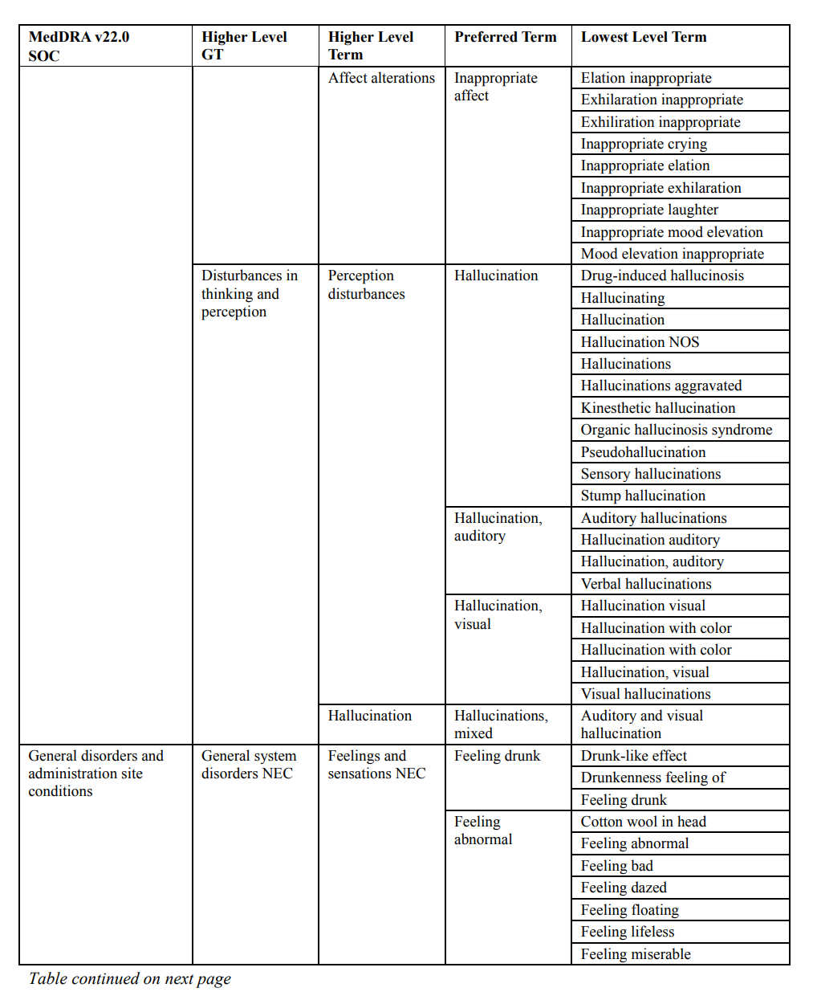 MedDRA v22.0 SOC	Higher Level GT	Higher Level Term	Preferred Term	Lowest Level Term
Affect alterations	Inappropriate affect	Elation inappropriate
Exhilaration inappropriate
Exhiliration inappropriate
Inappropriate crying
Inappropriate elation
Inappropriate exhilaration
Inappropriate laughter
Inappropriate mood elevation
Mood elevation inappropriate
Disturbances in thinking and perception	Perception disturbances	Hallucination	Drug-induced hallucinosis
Hallucinating
Hallucination
Hallucination NOS
Hallucinations
Hallucinations aggravated
Kinesthetic hallucination
Organic hallucinosis syndrome
Pseudohallucination
Sensory hallucinations
Stump hallucination
Hallucination, auditory	Auditory hallucinations
Hallucination auditory
Hallucination, auditory
Verbal hallucinations
Hallucination, visual	Hallucination visual
Hallucination with color
Hallucination with color
Hallucination, visual
Visual hallucinations
Hallucination	Hallucinations, mixed	Auditory and visual hallucination
General disorders and administration site conditions	General system disorders NEC	Feelings and sensations NEC	Feeling drunk	Drunk-like effect
Drunkenness feeling of
Feeling drunk
Feeling abnormal	Cotton wool in head
Feeling abnormal
Feeling bad
Feeling dazed
Feeling floating
Feeling lifeless
Feeling miserable
Table continued on next page